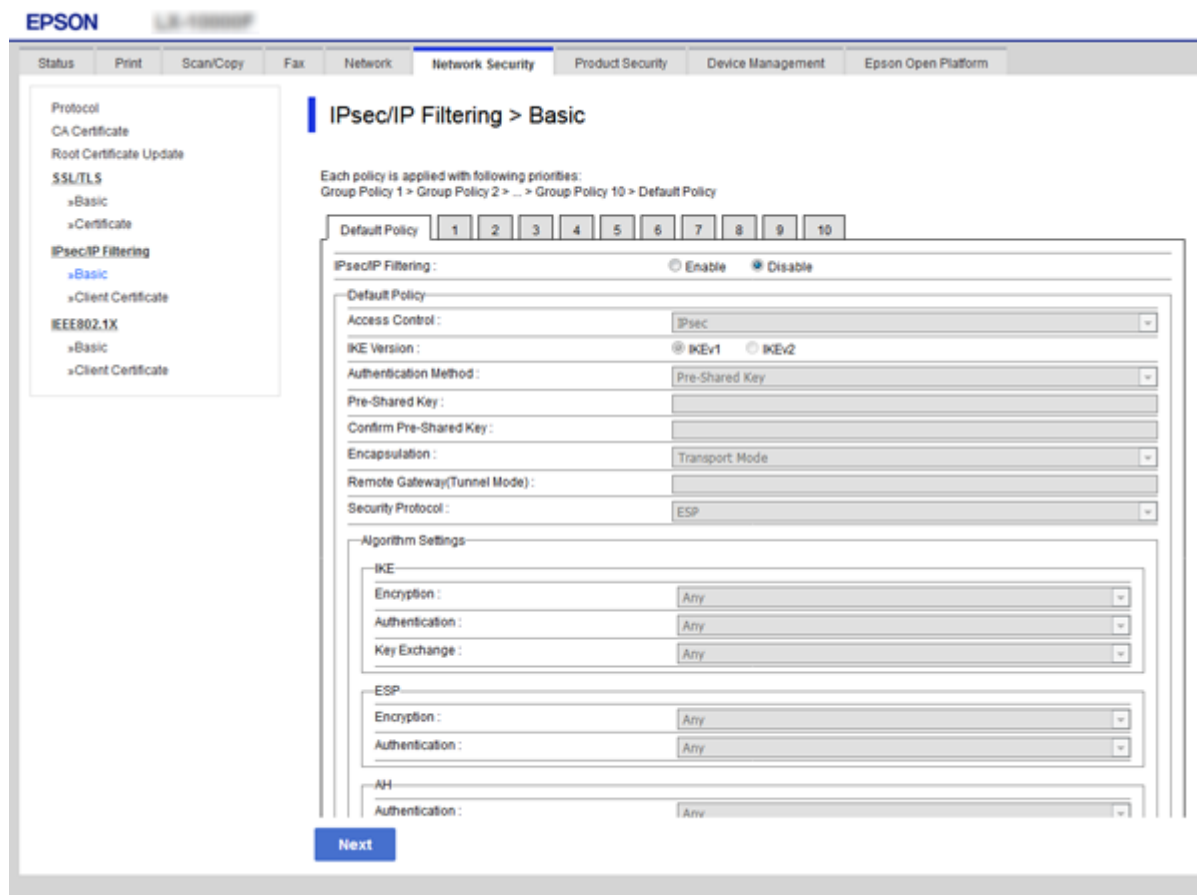 EPSON
Status Print Scan/Copy Fax Network Network Security Product Security Device Management Epson Open Platform
Protocol
CA Certificate
Root Certificate Update
SSL/TLS
»Basic
»Certificate
IPsec/IP Filtering
»Basic
»Client Certificate
IEEE802.1X
»Basic
»Client Certificate
IPsec/IP Filtering > Basic
Each policy is applied with following priorities:
Group Policy 1 > Group Policy 2 > ... > Group Policy 10 > Default Policy
Default Policy 1 2 3 4 5 6 7 8 9 10
IPsec/IP Filtering : Enable Disable
Default Policy
Access Control : IPsec
IKE Version : IKEv1 IKEv2
Authentication Method : Pre-Shared Key
Pre-Shared Key :
Confirm Pre-Shared Key :
Encapsulation : Transport Mode
Remote Gateway(Tunnel Mode) :
Security Protocol : ESP
Algorithm Settings
IKE
Encryption : Any
Authentication : Any
Key Exchange : Any
ESP
Encryption : Any
Authentication : Any
AH
Authentication : Any
Next